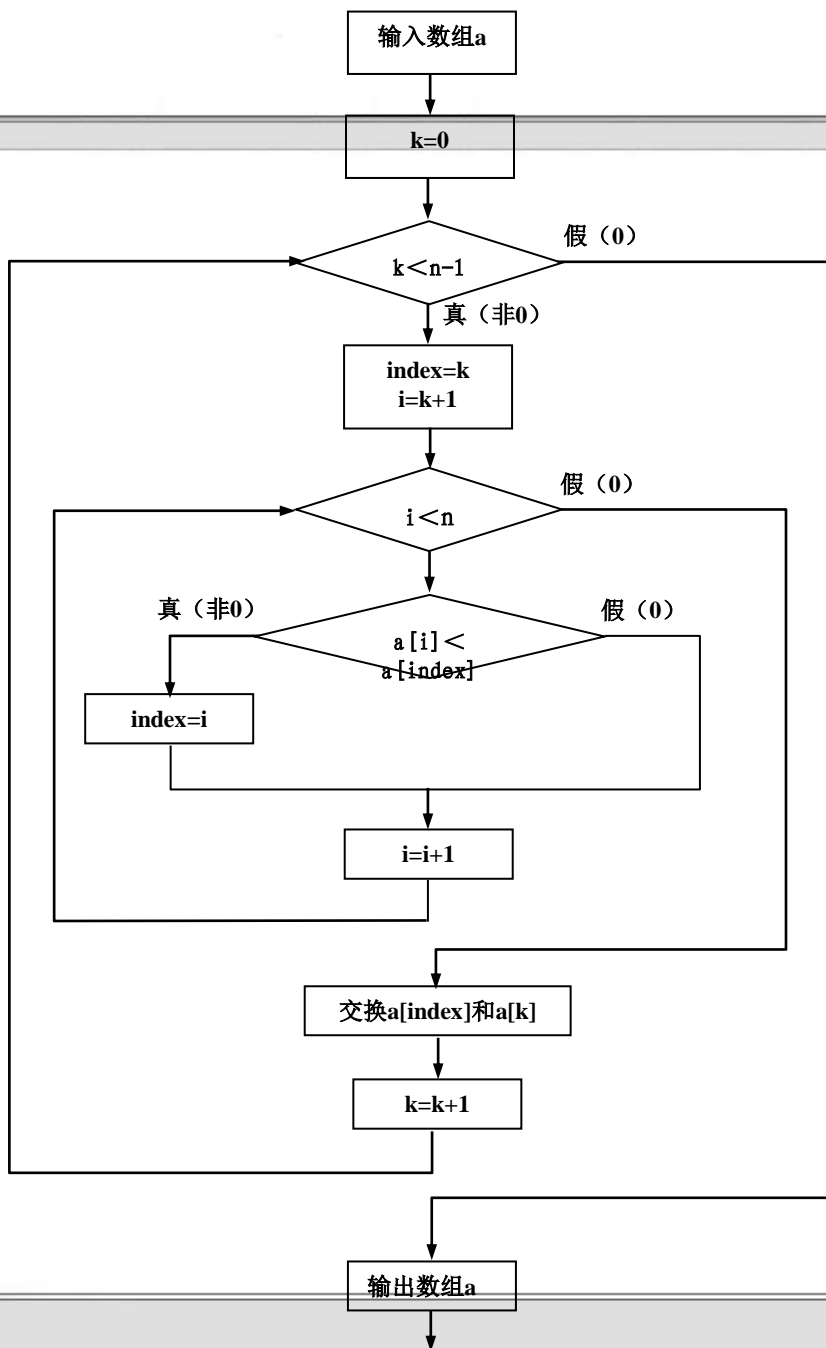 输入数组a
k=0
假（0）
k＜n-1
真（非0）
index=k
i=k+1
假（0）
i＜n
真（非0）
假（0）
a[i]＜
a[index]
index=i
i=i+1
交换a[index]和a[k]
k=k+1
输出数组a